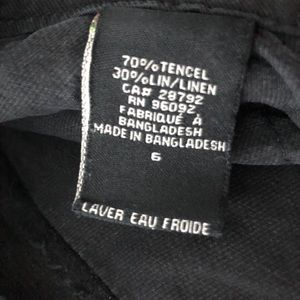 70%TENCEL
30%LIN/LINEN
CA# 28792
RN 96092
FABRIQUÉ À
BANGLADESH
MADE IN BANGLADESH
6
LAVER EAU FROIDE